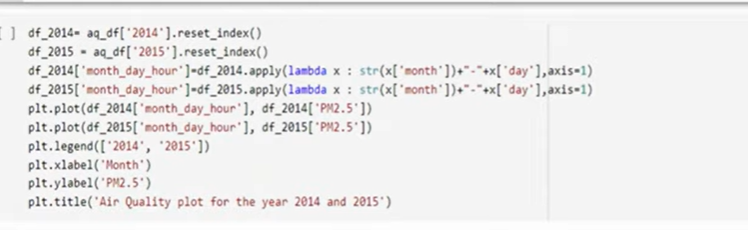 [ ] df_2014= aq_df['2014'].reset_index()
df_2015 = aq_df['2015'].reset_index()
df_2014['month_day_hour']=df_2014.apply(lambda x : str(x['month'])+"-"+x['day'],axis=1)
df_2015['month_day_hour']=df_2015.apply(lambda x : str(x['month'])+"-"+x['day'],axis=1)
plt.plot(df_2014['month_day_hour'], df_2014['PM2.5'])
plt.plot(df_2015['month_day_hour'], df_2015['PM2.5'])
plt.legend(['2014', '2015'])
plt.xlabel('Month')
plt.ylabel('PM2.5')
plt.title('Air Quality plot for the year 2014 and 2015')